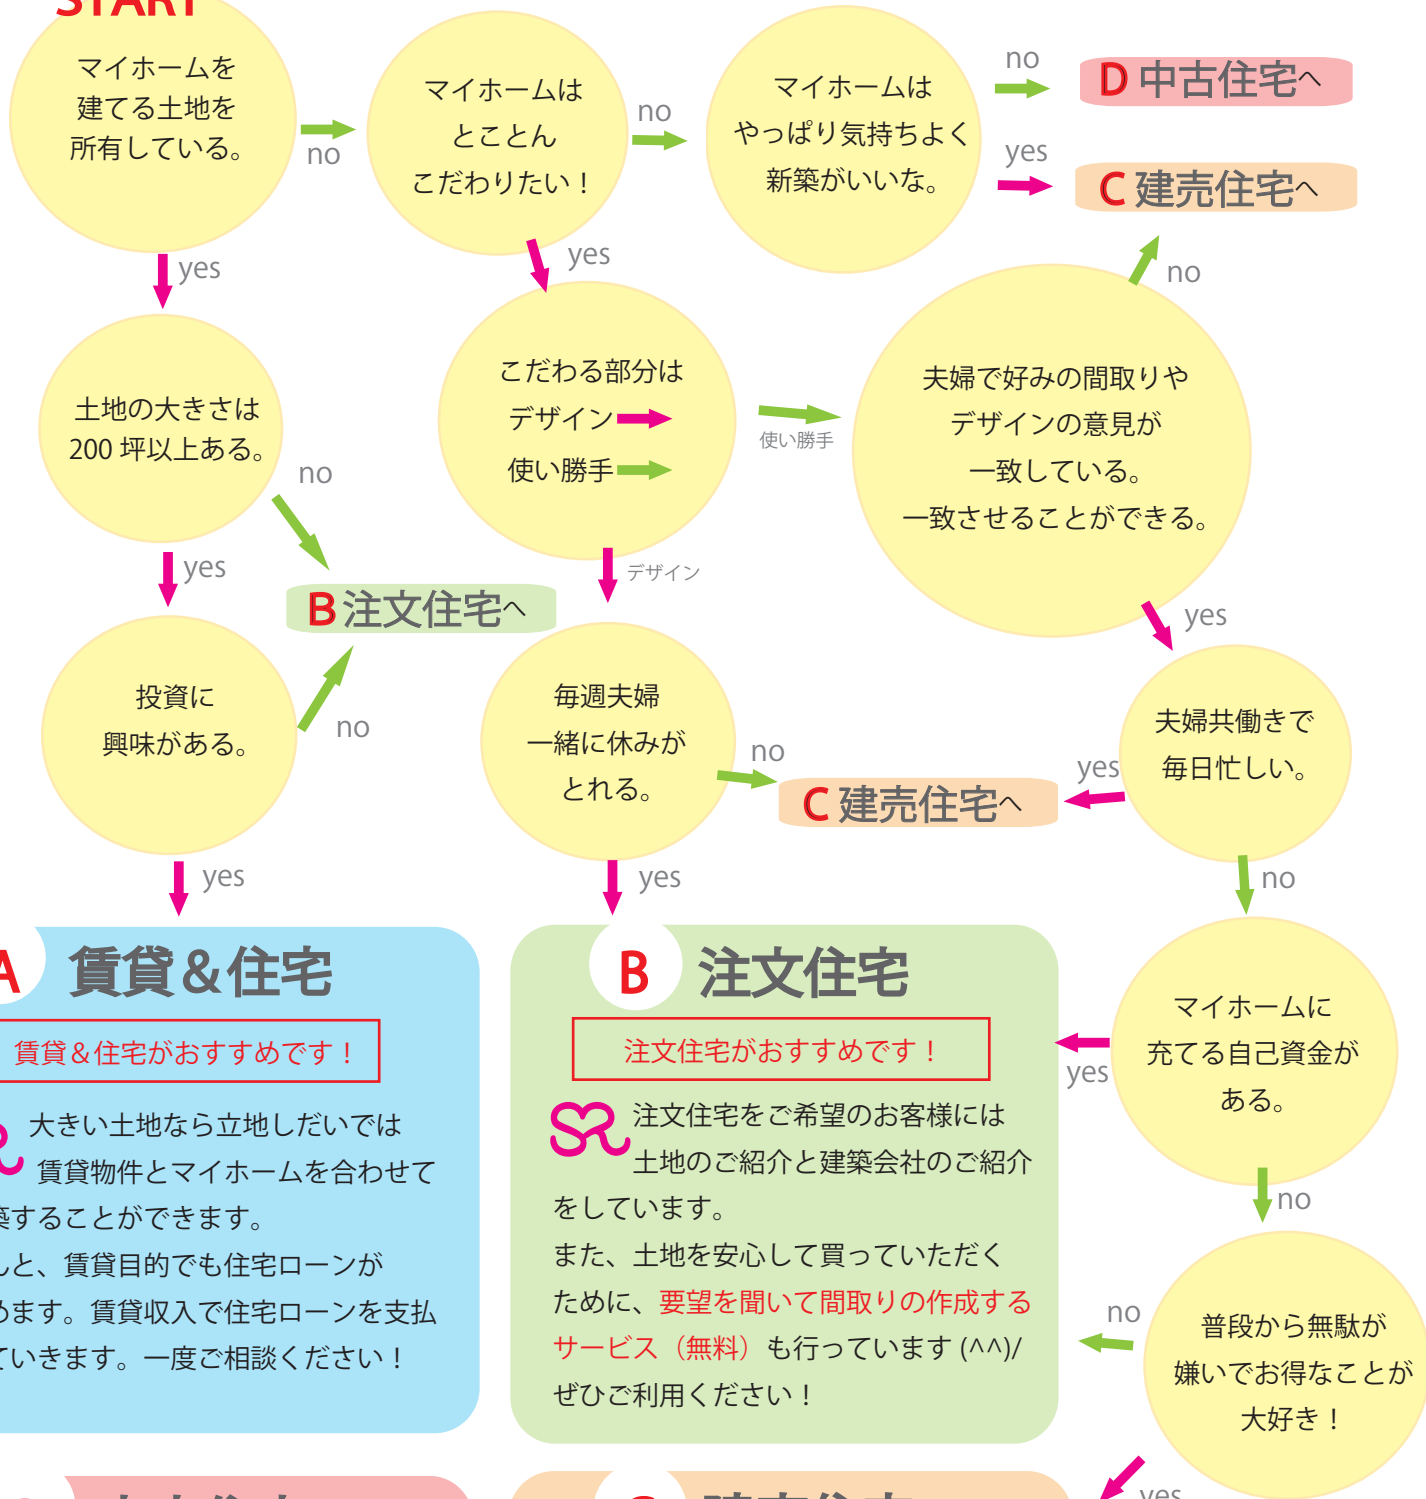 START
マイホームを
建てる土地を
所有している。
no
yes
マイホームは
とことん
こだわりたい！
no
yes
マイホームは
やっぱり気持ちよく
新築がいいな。
no
D 中古住宅へ
yes
C 建売住宅へ
土地の大きさは
200 坪以上ある。
no
yes
こだわる部分は
デザイン
使い勝手
使い勝手
デザイン
夫婦で好みの間取りや
デザインの意見が
一致している。
一致させることができる。
no
yes
B 注文住宅へ
投資に
興味がある。
no
yes
毎週夫婦
一緒に休みが
とれる。
no
yes
C 建売住宅へ
夫婦共働きで
毎日忙しい。
yes
no
マイホームに
充てる自己資金が
ある。
yes
no
普段から無駄が
嫌いでお得なことが
大好き！
no
yes
A 賃貸＆住宅
賃貸＆住宅がおすすめです！
大きい土地なら立地しだいでは
賃貸物件とマイホームを合わせて
築することができます。
と、賃貸目的でも住宅ローンが
ます。賃貸収入で住宅ローンを支払
ていきます。一度ご相談ください！
B 注文住宅
注文住宅がおすすめです！
注文住宅をご希望のお客様には
土地のご紹介と建築会社のご紹介
をしています。
また、土地を安心して買っていただく
ために、要望を聞いて間取りの作成する
サービス（無料）も行っています (^^)/
ぜひご利用ください！